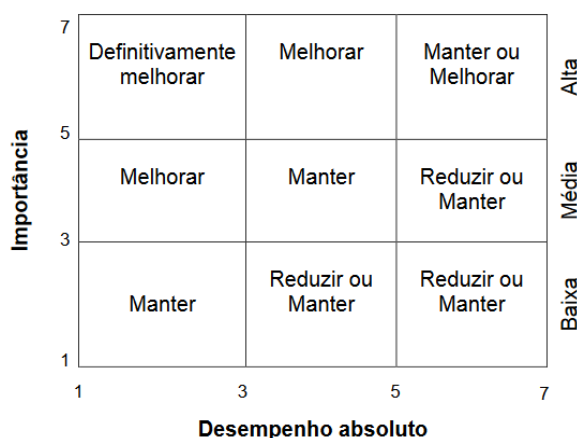 7
Definitivamente
melhorar
Melhorar
Manter ou
Melhorar
Alta
Importância
5
Melhorar
Manter
Reduzir ou
Manter
Média
3
Manter
Reduzir ou
Manter
Reduzir ou
Manter
Baixa
1
1
3
5
7
Desempenho absoluto